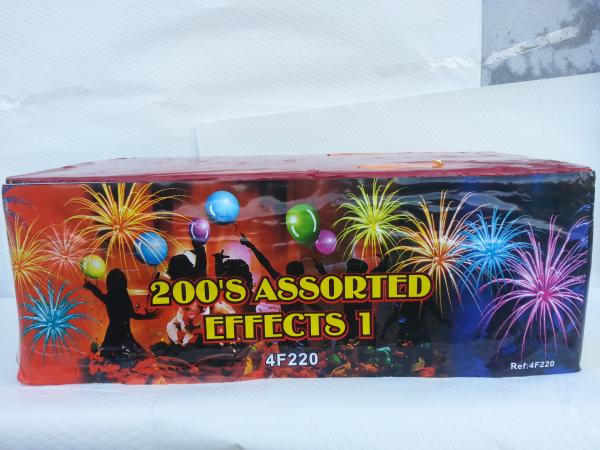 200'S ASSORTED
EFFECTS 1
4F220
Ref:4F220